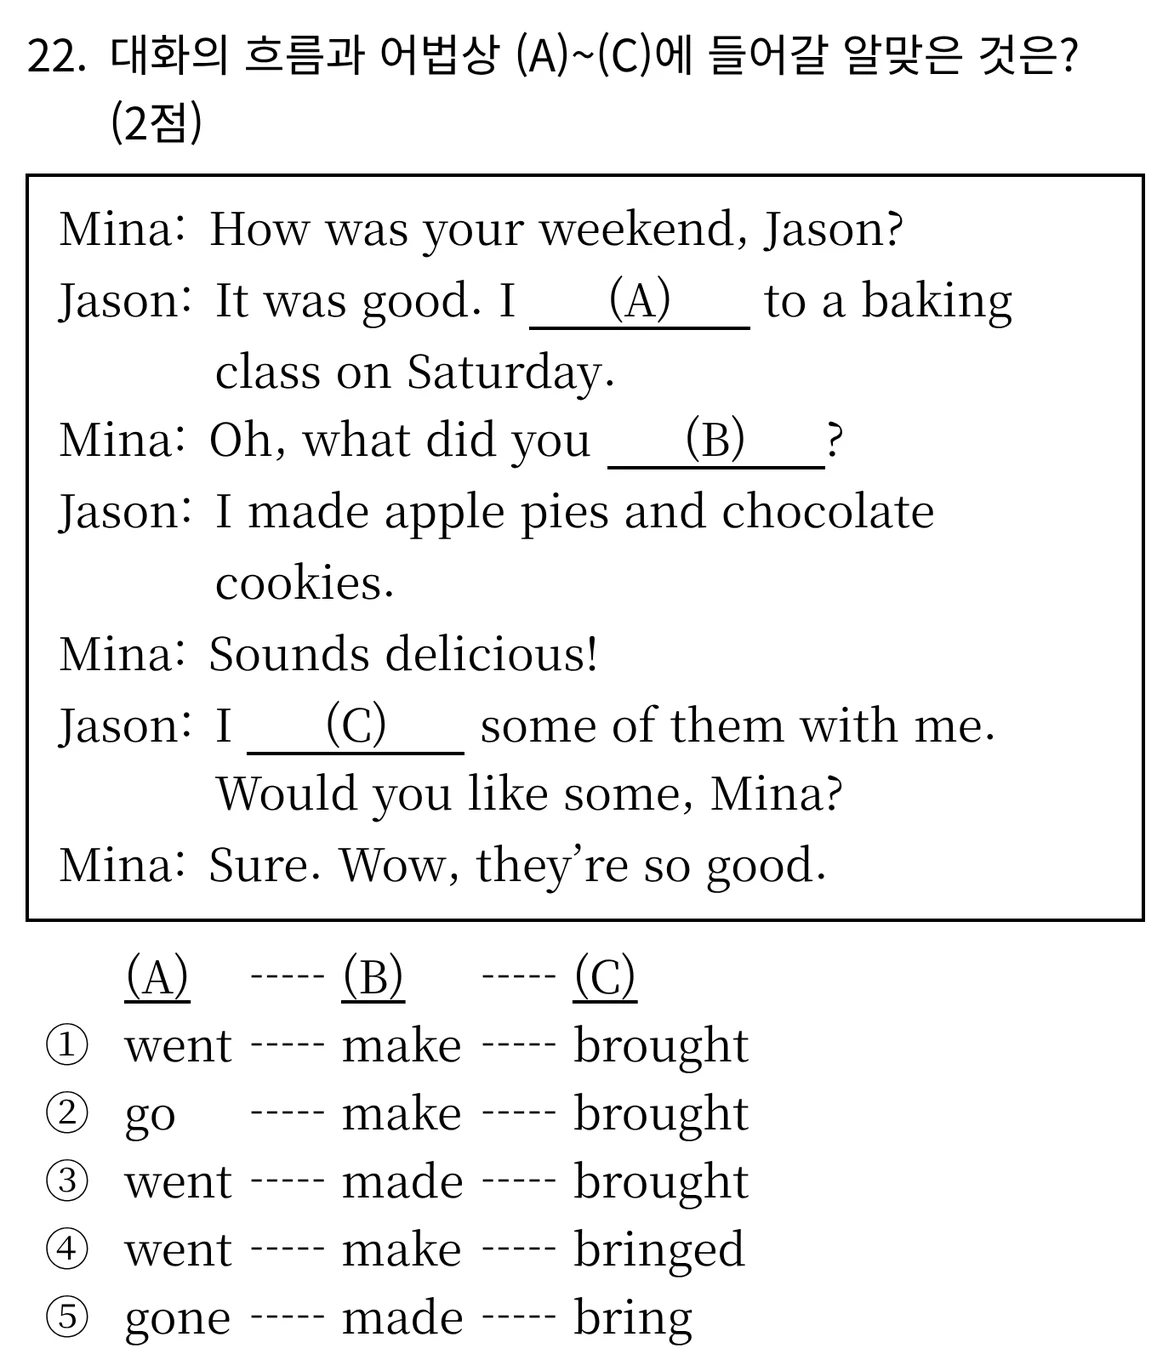 22. 대화의 흐름과 어법상 (A)~(C)에 들어갈 알맞은 것은?
(2점)
Mina: How was your weekend, Jason?
Jason: It was good. I (A) to a baking
class on Saturday.
Mina: Oh, what did you (B) ?
Jason: I made apple pies and chocolate
cookies.
Mina: Sounds delicious!
Jason: I (C) some of them with me.
Would you like some, Mina?
Mina: Sure. Wow, they’re so good.
(A) ----- (B) ----- (C)
① went ----- make ----- brought
② go ----- make ----- brought
③ went ----- made ----- brought
④ went ----- make ----- bringed
⑤ gone ----- made ----- bring